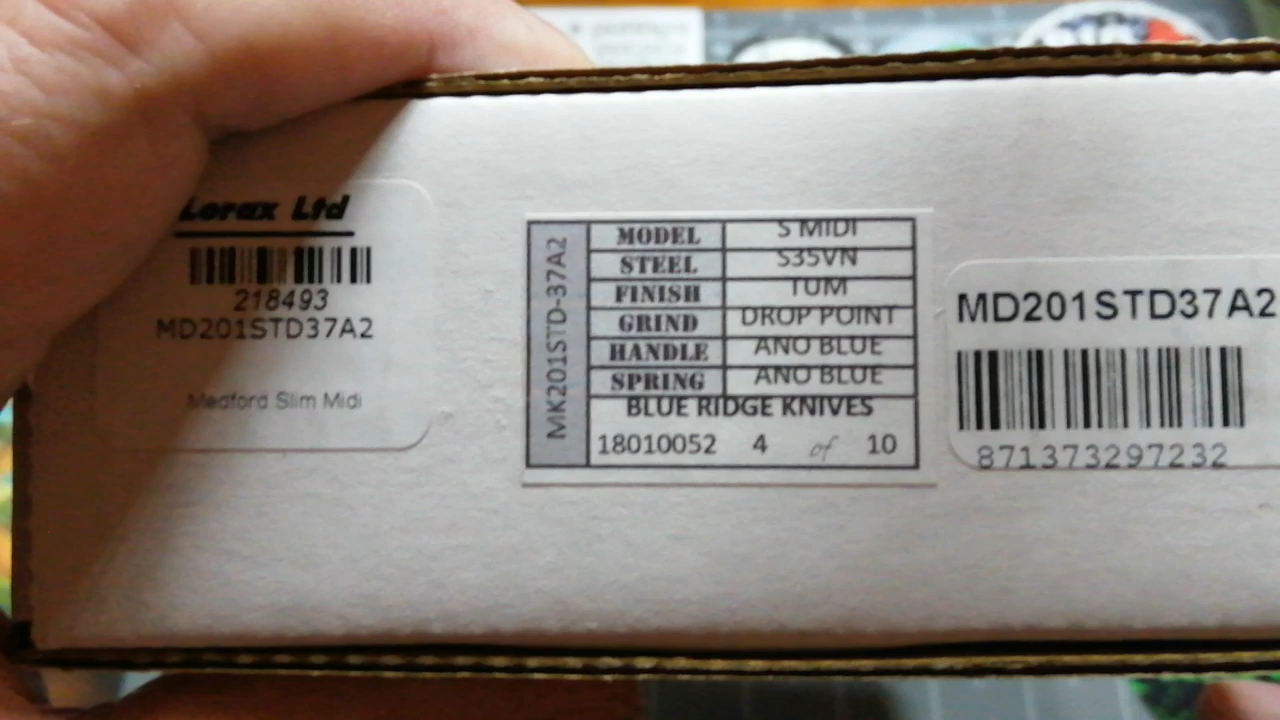 Lorax Ltd
218493
MD201STD37A2
Medford Slim Midi
MK201STD-37A2
MODEL S MIDI
STEEL S35VN
FINISH TUM
GRIND DROP POINT
HANDLE ANO BLUE
SPRING ANO BLUE
BLUE RIDGE KNIVES
18010052 4 of 10
MD201STD37A2
871373297232